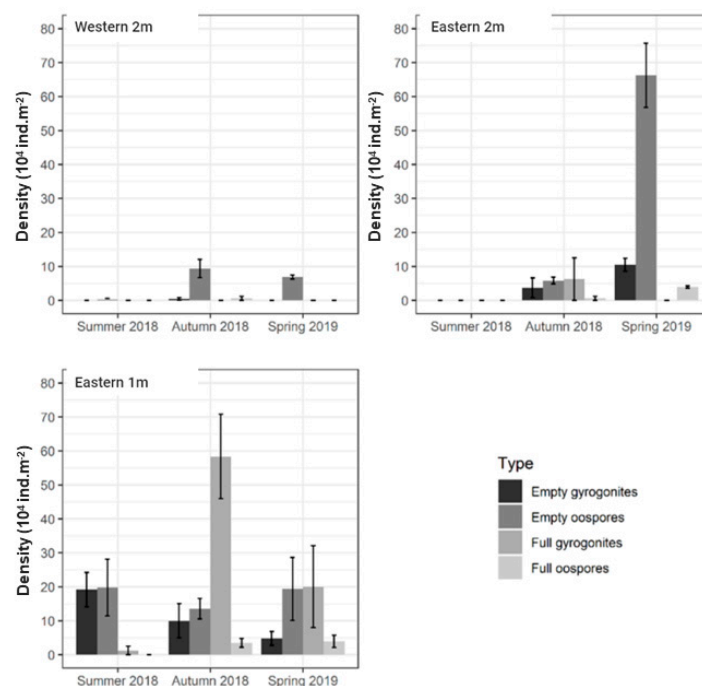 Western 2m
Density (10⁴ ind.m⁻²)
80
70
60
50
40
30
20
10
0
Summer 2018 Autumn 2018 Spring 2019
Eastern 2m
Density (10⁴ ind.m⁻²)
80
70
60
50
40
30
20
10
0
Summer 2018 Autumn 2018 Spring 2019
Eastern 1m
Density (10⁴ ind.m⁻²)
80
70
60
50
40
30
20
10
0
Summer 2018 Autumn 2018 Spring 2019
Type
Empty gyrogonites
Empty oospores
Full gyrogonites
Full oospores